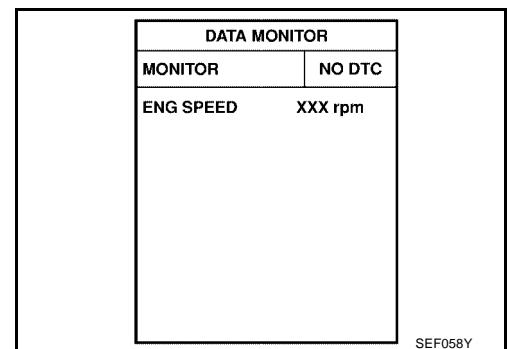 DATA MONITOR
MONITOR NO DTC
ENG SPEED XXX rpm
SEF058Y